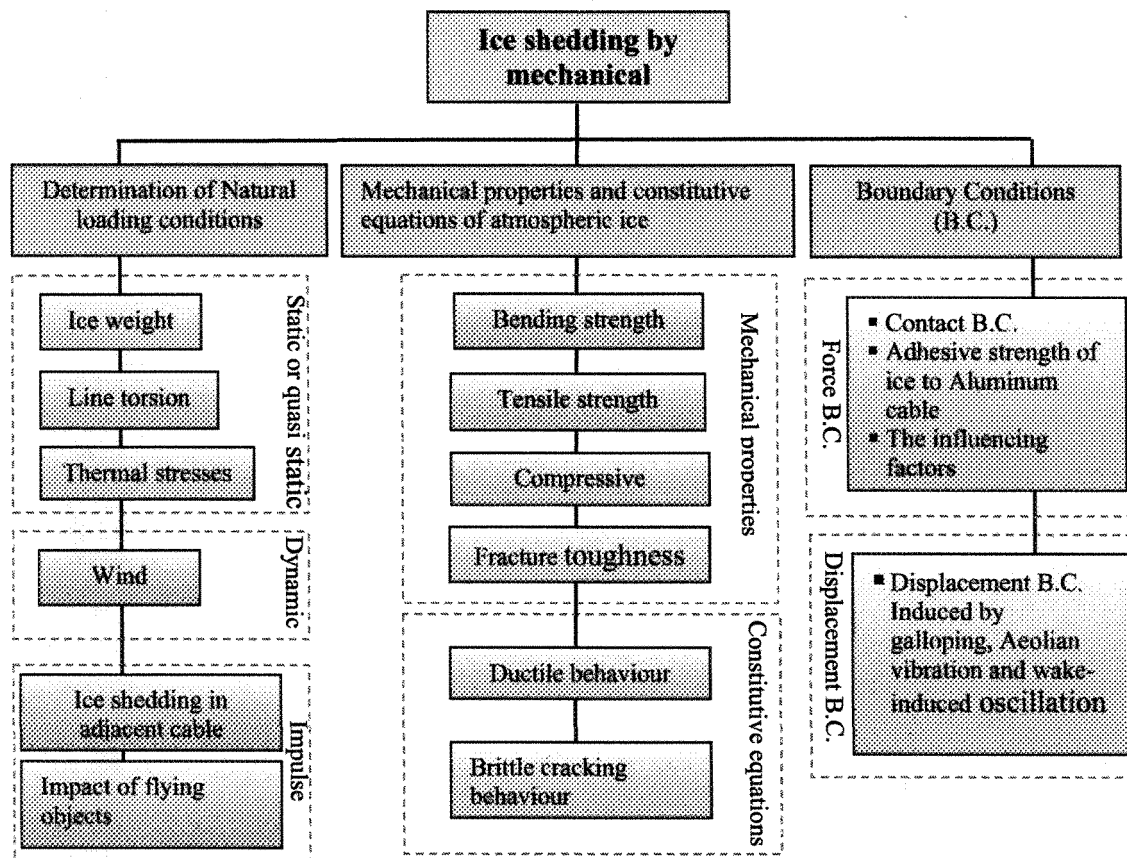 Ice shedding by
mechanical
Determination of Natural
loading conditions
Static or quasi static
Ice weight
Line torsion
Thermal stresses
Dynamic
Wind
Impulse
Ice shedding in
adjacent cable
Impact of flying
objects
Mechanical properties and constitutive
equations of atmospheric ice
Mechanical properties
Bending strength
Tensile strength
Compressive
Fracture toughness
Constitutive equations
Ductile behaviour
Brittle cracking
behaviour
Boundary Conditions
(B.C.)
Force B.C.
▪ Contact B.C.
▪ Adhesive strength of
ice to Aluminum
cable
▪ The influencing
factors
Displacement B.C.
▪ Displacement B.C.
Induced by
galloping, Aeolian
vibration and wake-
induced oscillation